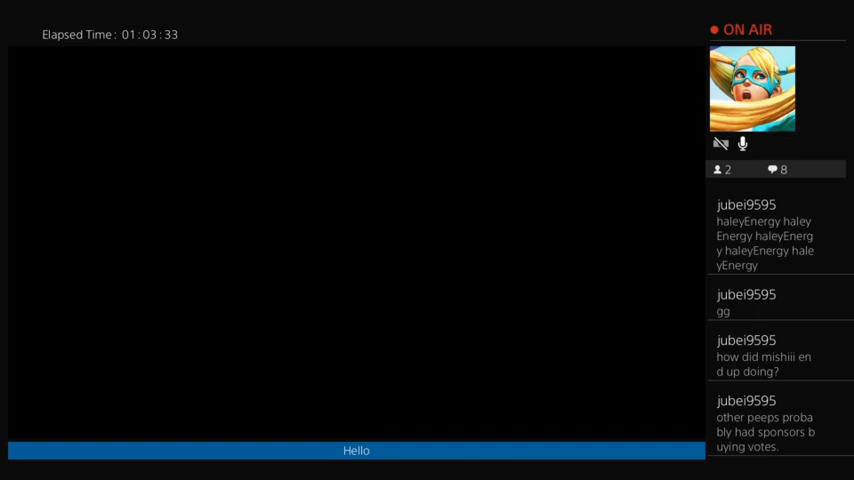 Elapsed Time: 01:03:33
ON AIR
2 8
jubei9595
haleyEnergy haley
Energy haleyEnerg
y haleyEnergy hale
yEnergy
jubei9595
gg
jubei9595
how did mishiii en
d up doing?
jubei9595
other peeps proba
bly had sponsors b
uying votes.
Hello